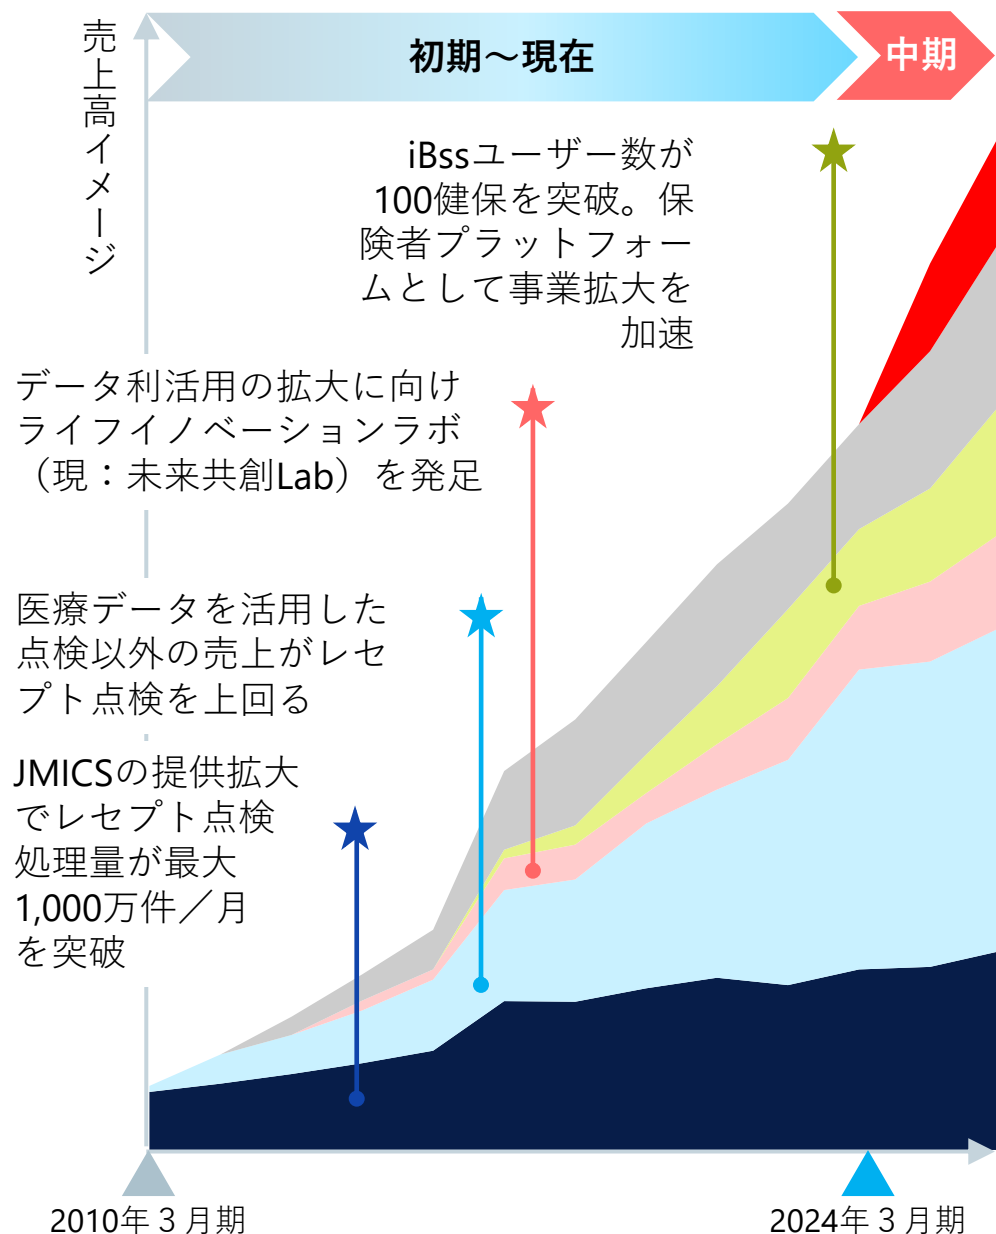 売上高イメージ
初期～現在
中期
iBssユーザー数が
100健保を突破。保
険者プラットフォー
ムとして事業拡大を
加速
データ利活用の拡大に向け
ライフイノベーションラボ
（現：未来共創Lab）を発足
医療データを活用した
点検以外の売上がレセ
プト点検を上回る
JMICSの提供拡大
でレセプト点検
処理量が最大
1,000万件／月
を突破
2010年３月期
2024年３月期